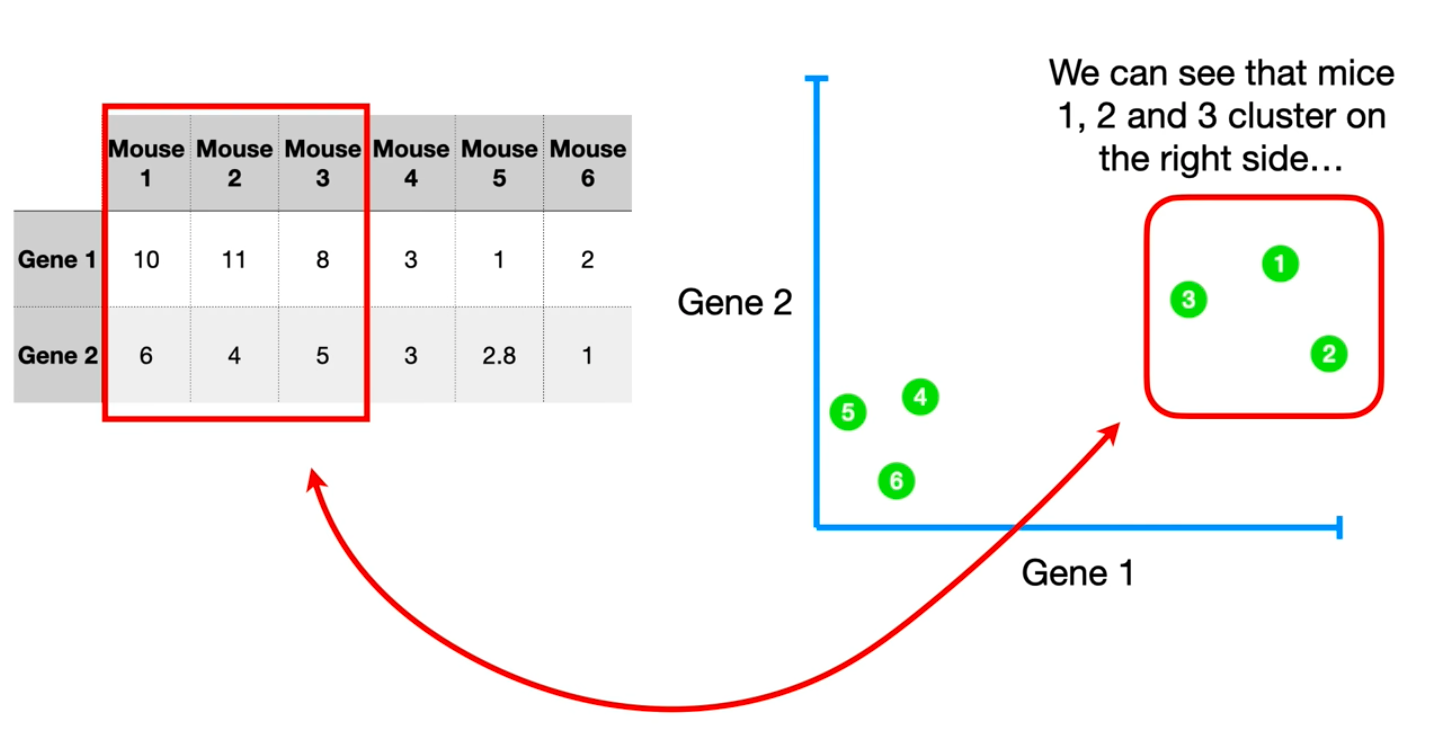 We can see that mice
1, 2 and 3 cluster on
the right side...
Mouse 1 Mouse 2 Mouse 3 Mouse 4 Mouse 5 Mouse 6
Gene 1 10 11 8 3 1 2
Gene 2 6 4 5 3 2.8 1
Gene 2
1
3
2
4
5
6
Gene 1